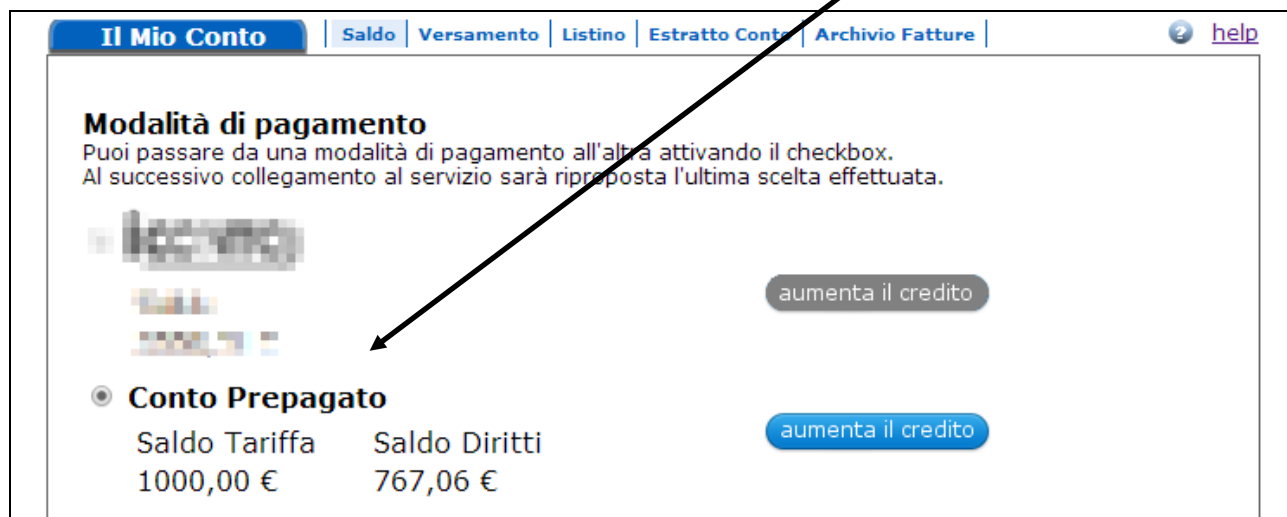 Il Mio Conto Saldo Versamento Listino Estratto Conto Archivio Fatture help
Modalità di pagamento
Puoi passare da una modalità di pagamento all'altra attivando il checkbox.
Al successivo collegamento al servizio sarà riproposta l'ultima scelta effettuata.
aumenta il credito
Conto Prepagato
aumenta il credito
Saldo Tariffa Saldo Diritti
1000,00 € 767,06 €